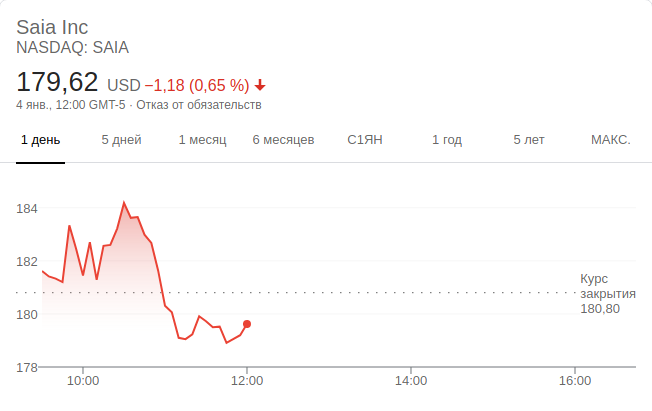 Saia Inc
NASDAQ: SAIA
179,62 USD −1,18 (0,65 %)
4 янв., 12:00 GMT-5 · Отказ от обязательств
1 день 5 дней 1 месяц 6 месяцев С1ЯН 1 год 5 лет МАКС.
184
182
Курс
закрытия
180,80
180
178
10:00 12:00 14:00 16:00